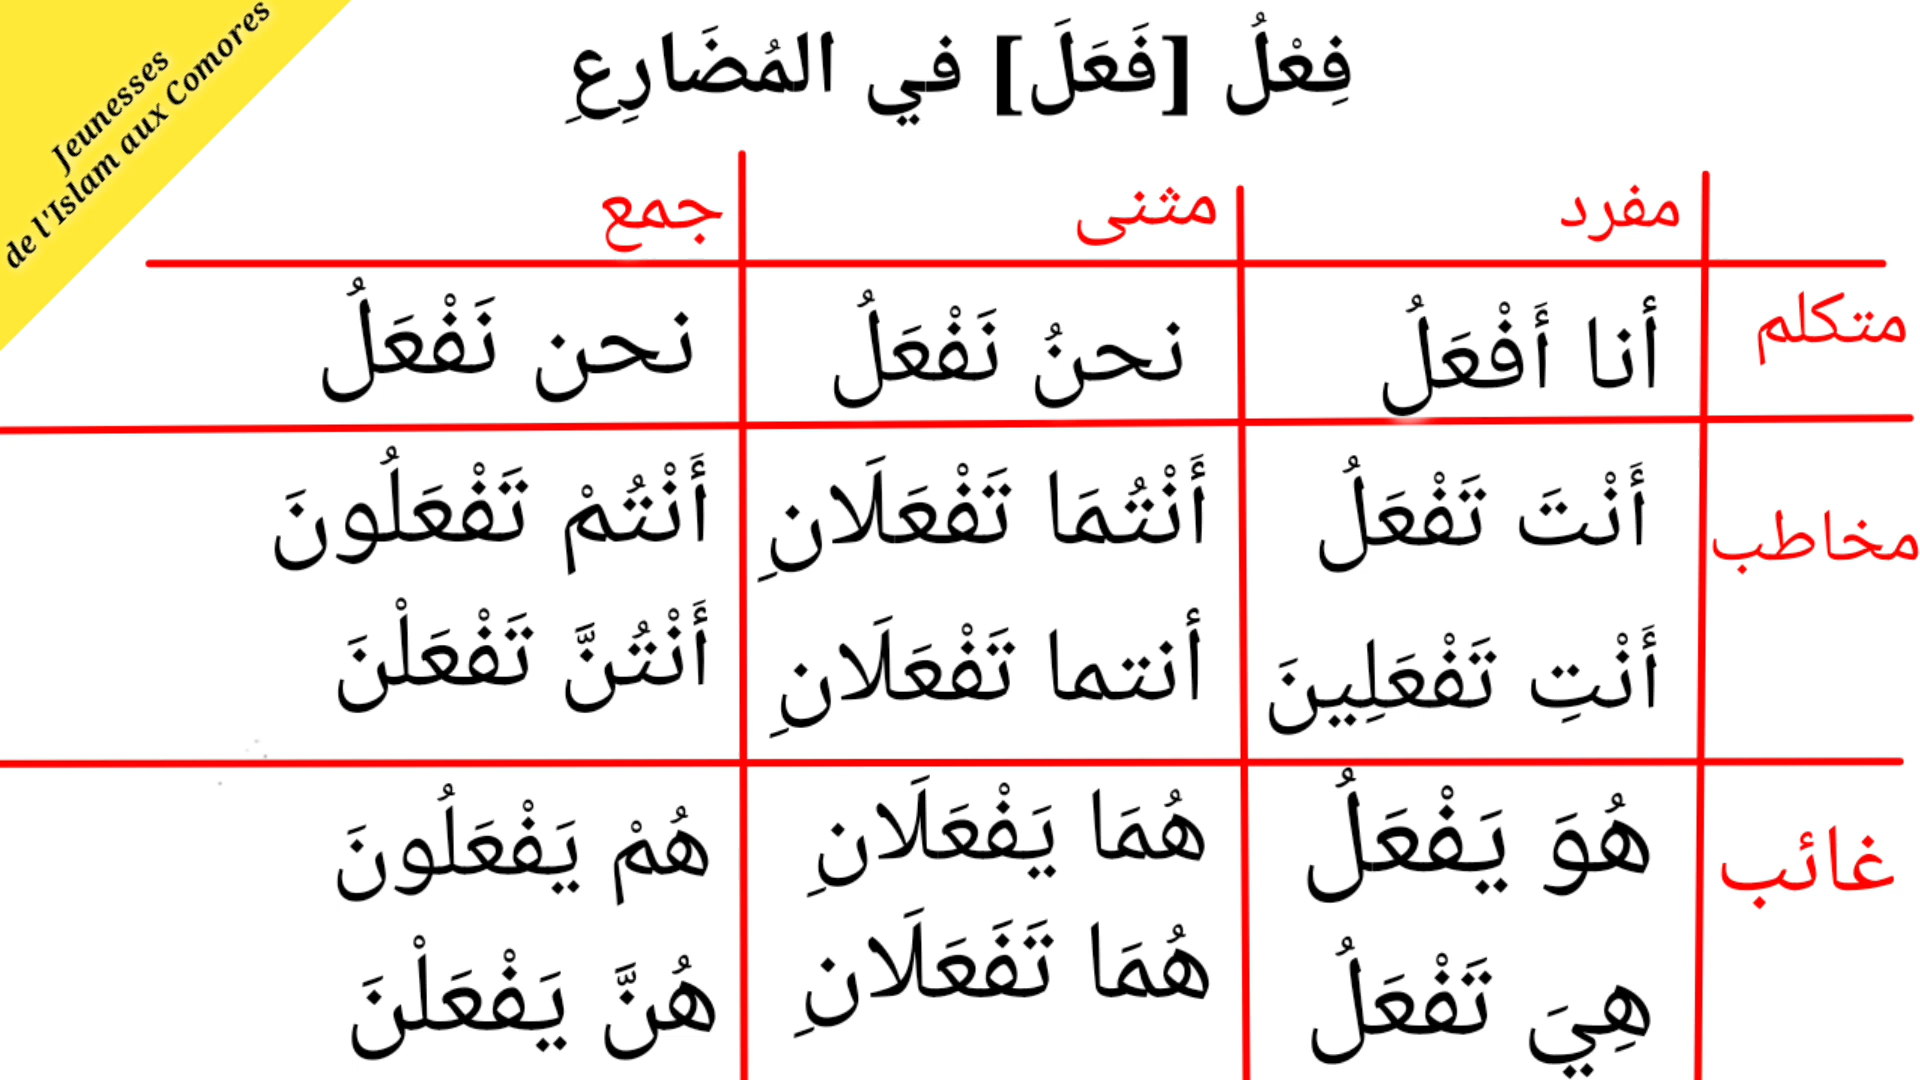 Jeunesses
de l'Islam aux Comores
فِعْلُ [فَعَلَ] في المُضَارِعِ
مفرد مثنى جمع
متكلم أنا أَفْعَلُ نحنُ نَفْعَلُ نحن نَفْعَلُ
مخاطب أَنْتَ تَفْعَلُ أَنْتُمَا تَفْعَلَانِ أَنْتُمْ تَفْعَلُونَ
أَنْتِ تَفْعَلِينَ أنتما تَفْعَلَانِ أَنْتُنَّ تَفْعَلْنَ
غائب هُوَ يَفْعَلُ هُمَا يَفْعَلَانِ هُمْ يَفْعَلُونَ
هِيَ تَفْعَلُ هُمَا تَفَعَلَانِ هُنَّ يَفْعَلْنَ